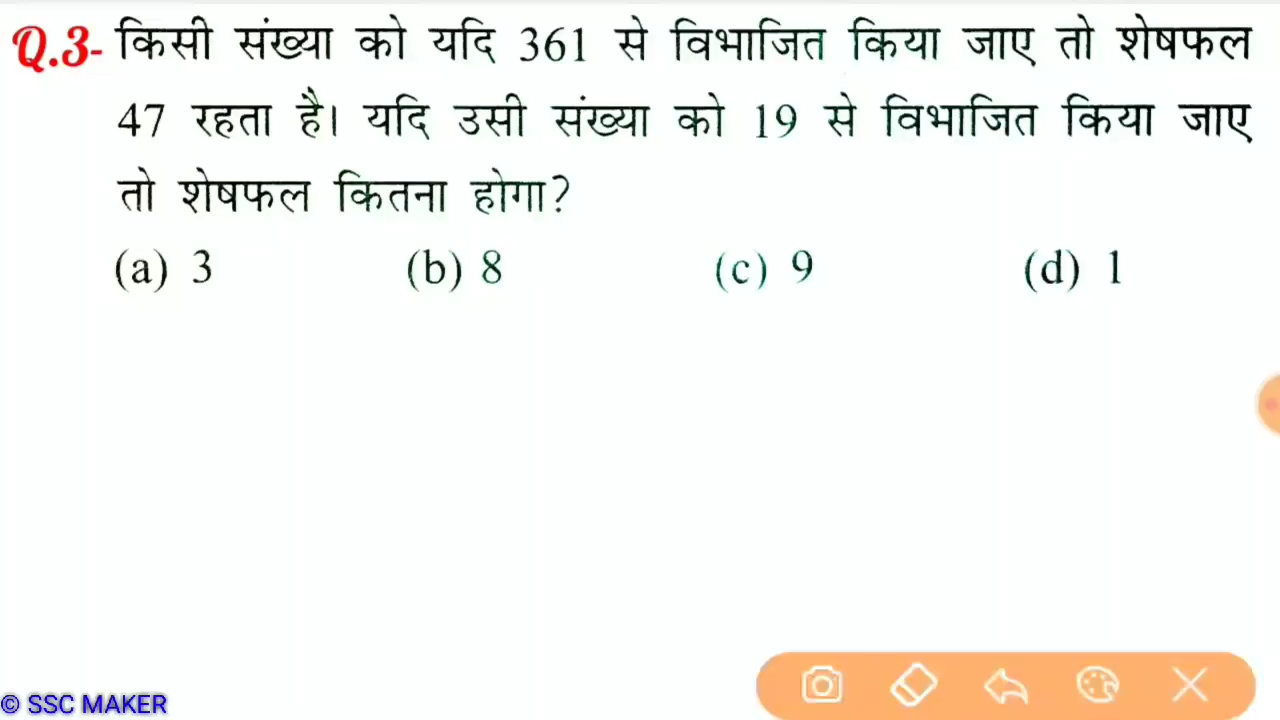 Q.3- किसी संख्या को यदि 361 से विभाजित किया जाए तो शेषफल
47 रहता है। यदि उसी संख्या को 19 से विभाजित किया जाए
तो शेषफल कितना होगा?
(a) 3 (b) 8 (c) 9 (d) 1
© SSC MAKER